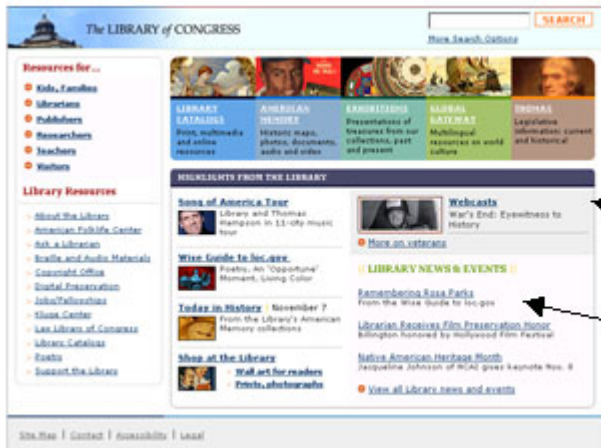 The LIBRARY of CONGRESS
SEARCH
More Search Options
Resources for...
Kids, Families
Librarians
Publishers
Researchers
Teachers
Visitors
Library Resources
About the Library
American Folklife Center
Ask a Librarian
Braille and Audio Materials
Copyright Office
Digital Preservation
Jobs/Fellowships
Kluge Center
Law Library of Congress
Library Catalogs
Poetry
Support the Library
LIBRARY
CATALOGS
Print, multimedia
and online
resources
AMERICAN
MEMORY
Historic maps,
photos, documents,
audio and video
EXHIBITIONS
Presentations of
treasures from our
collections, past
and present
GLOBAL
GATEWAY
Multilingual
resources on world
culture
THOMAS
Legislative
information: current
and historical
HIGHLIGHTS FROM THE LIBRARY
Song of America Tour
Library and Thomas
Hampson in 11-city music
tour
Wise Guide to loc.gov
Poetry, An "Opportune"
Moment, Living Color
Today in History | November 7
From the Library's American
Memory collections
Shop at the Library
Wall art for readers
Prints, photographs
Webcasts
War's End: Eyewitness to
History
More on veterans
LIBRARY NEWS & EVENTS
Remembering Rosa Parks
From the Wise Guide to loc.gov
Librarian Receives Film Preservation Honor
Billington honored by Hollywood Film Festival
Native American Heritage Month
Jacqueline Johnson of NCAI gives keynote Nov. 8
View all Library news and events
Site Map | Contact | Accessibility | Legal